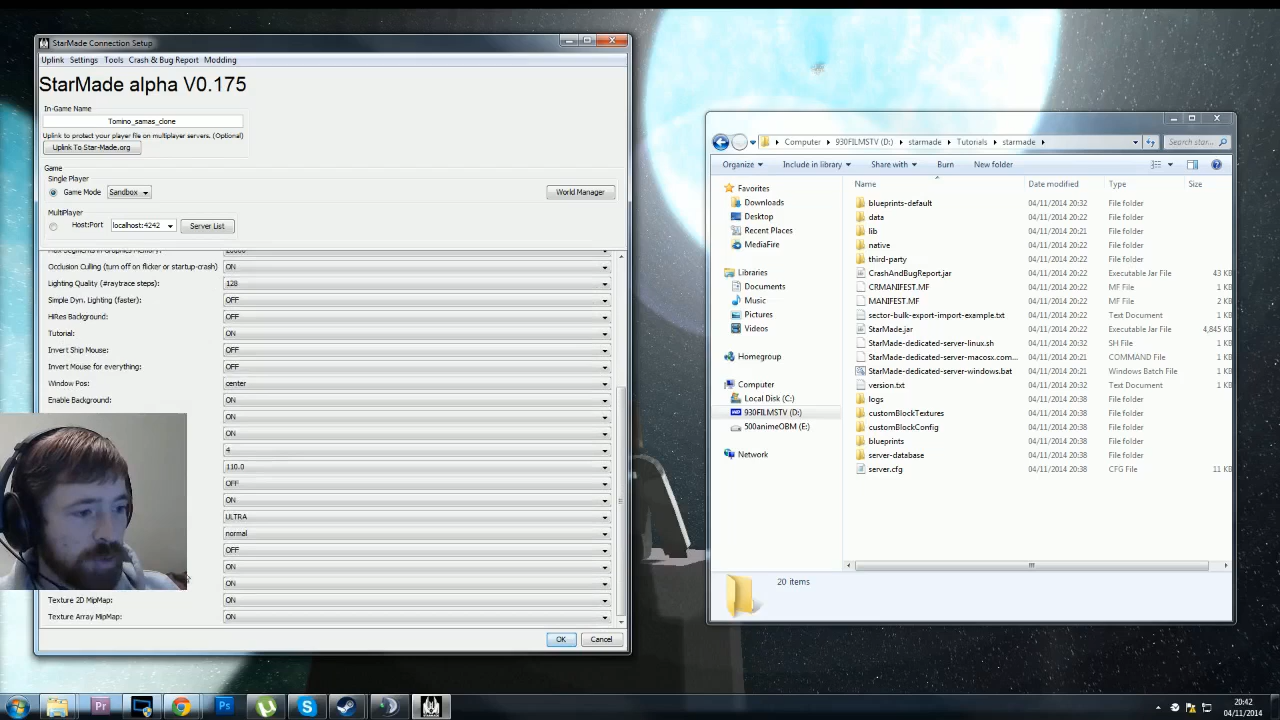 StarMade Connection Setup
Uplink Settings Tools Crash & Bug Report Modding
StarMade alpha V0.175
In-Game Name
Tomino_samas_clone
Uplink to protect your player file on multiplayer servers. (Optional)
Uplink To Star-Made.org
Game
Single Player
Game Mode Sandbox World Manager
MultiPlayer
Host:Port localhost:4242 Server List
Occlusion Culling (turn off on flicker or startup-crash) ON
Lighting Quality (#raytrace steps): 128
Simple Dyn. Lighting (faster): OFF
HiRes Background: OFF
Tutorial: ON
Invert Ship Mouse: OFF
Invert Mouse for everything: OFF
Window Pos: center
Enable Background: ON
ON
ON
4
110.0
OFF
ON
ULTRA
normal
OFF
ON
ON
Texture 2D MipMap: ON
Texture Array MipMap: ON
OK Cancel
Computer 930FILMSTV (D:) starmade Tutorials starmade Search star...
Organize Include in library Share with Burn New folder
Favorites
Downloads
Desktop
Recent Places
MediaFire
Libraries
Documents
Music
Pictures
Videos
Homegroup
Computer
Local Disk (C:)
930FILMSTV (D:)
500animeOBM (E:)
Network
Name Date modified Type Size
blueprints-default 04/11/2014 20:32 File folder
data 04/11/2014 20:22 File folder
lib 04/11/2014 20:21 File folder
native 04/11/2014 20:22 File folder
third-party 04/11/2014 20:22 File folder
CrashAndBugReport.jar 04/11/2014 20:22 Executable Jar File 43 KB
CRMANIFEST.MF 04/11/2014 20:22 MF File 1 KB
MANIFEST.MF 04/11/2014 20:22 MF File 2 KB
sector-bulk-export-import-example.txt 04/11/2014 20:22 Text Document 1 KB
StarMade.jar 04/11/2014 20:22 Executable Jar File 4,845 KB
StarMade-dedicated-server-linux.sh 04/11/2014 20:22 SH File 1 KB
StarMade-dedicated-server-macosx.com... 04/11/2014 20:21 COMMAND File 1 KB
StarMade-dedicated-server-windows.bat 04/11/2014 20:21 Windows Batch File 1 KB
version.txt 04/11/2014 20:32 Text Document 1 KB
logs 04/11/2014 20:38 File folder
customBlockTextures 04/11/2014 20:38 File folder
customBlockConfig 04/11/2014 20:38 File folder
blueprints 04/11/2014 20:38 File folder
server-database 04/11/2014 20:38 File folder
server.cfg 04/11/2014 20:38 CFG File 11 KB
20 items
20:42
04/11/2014